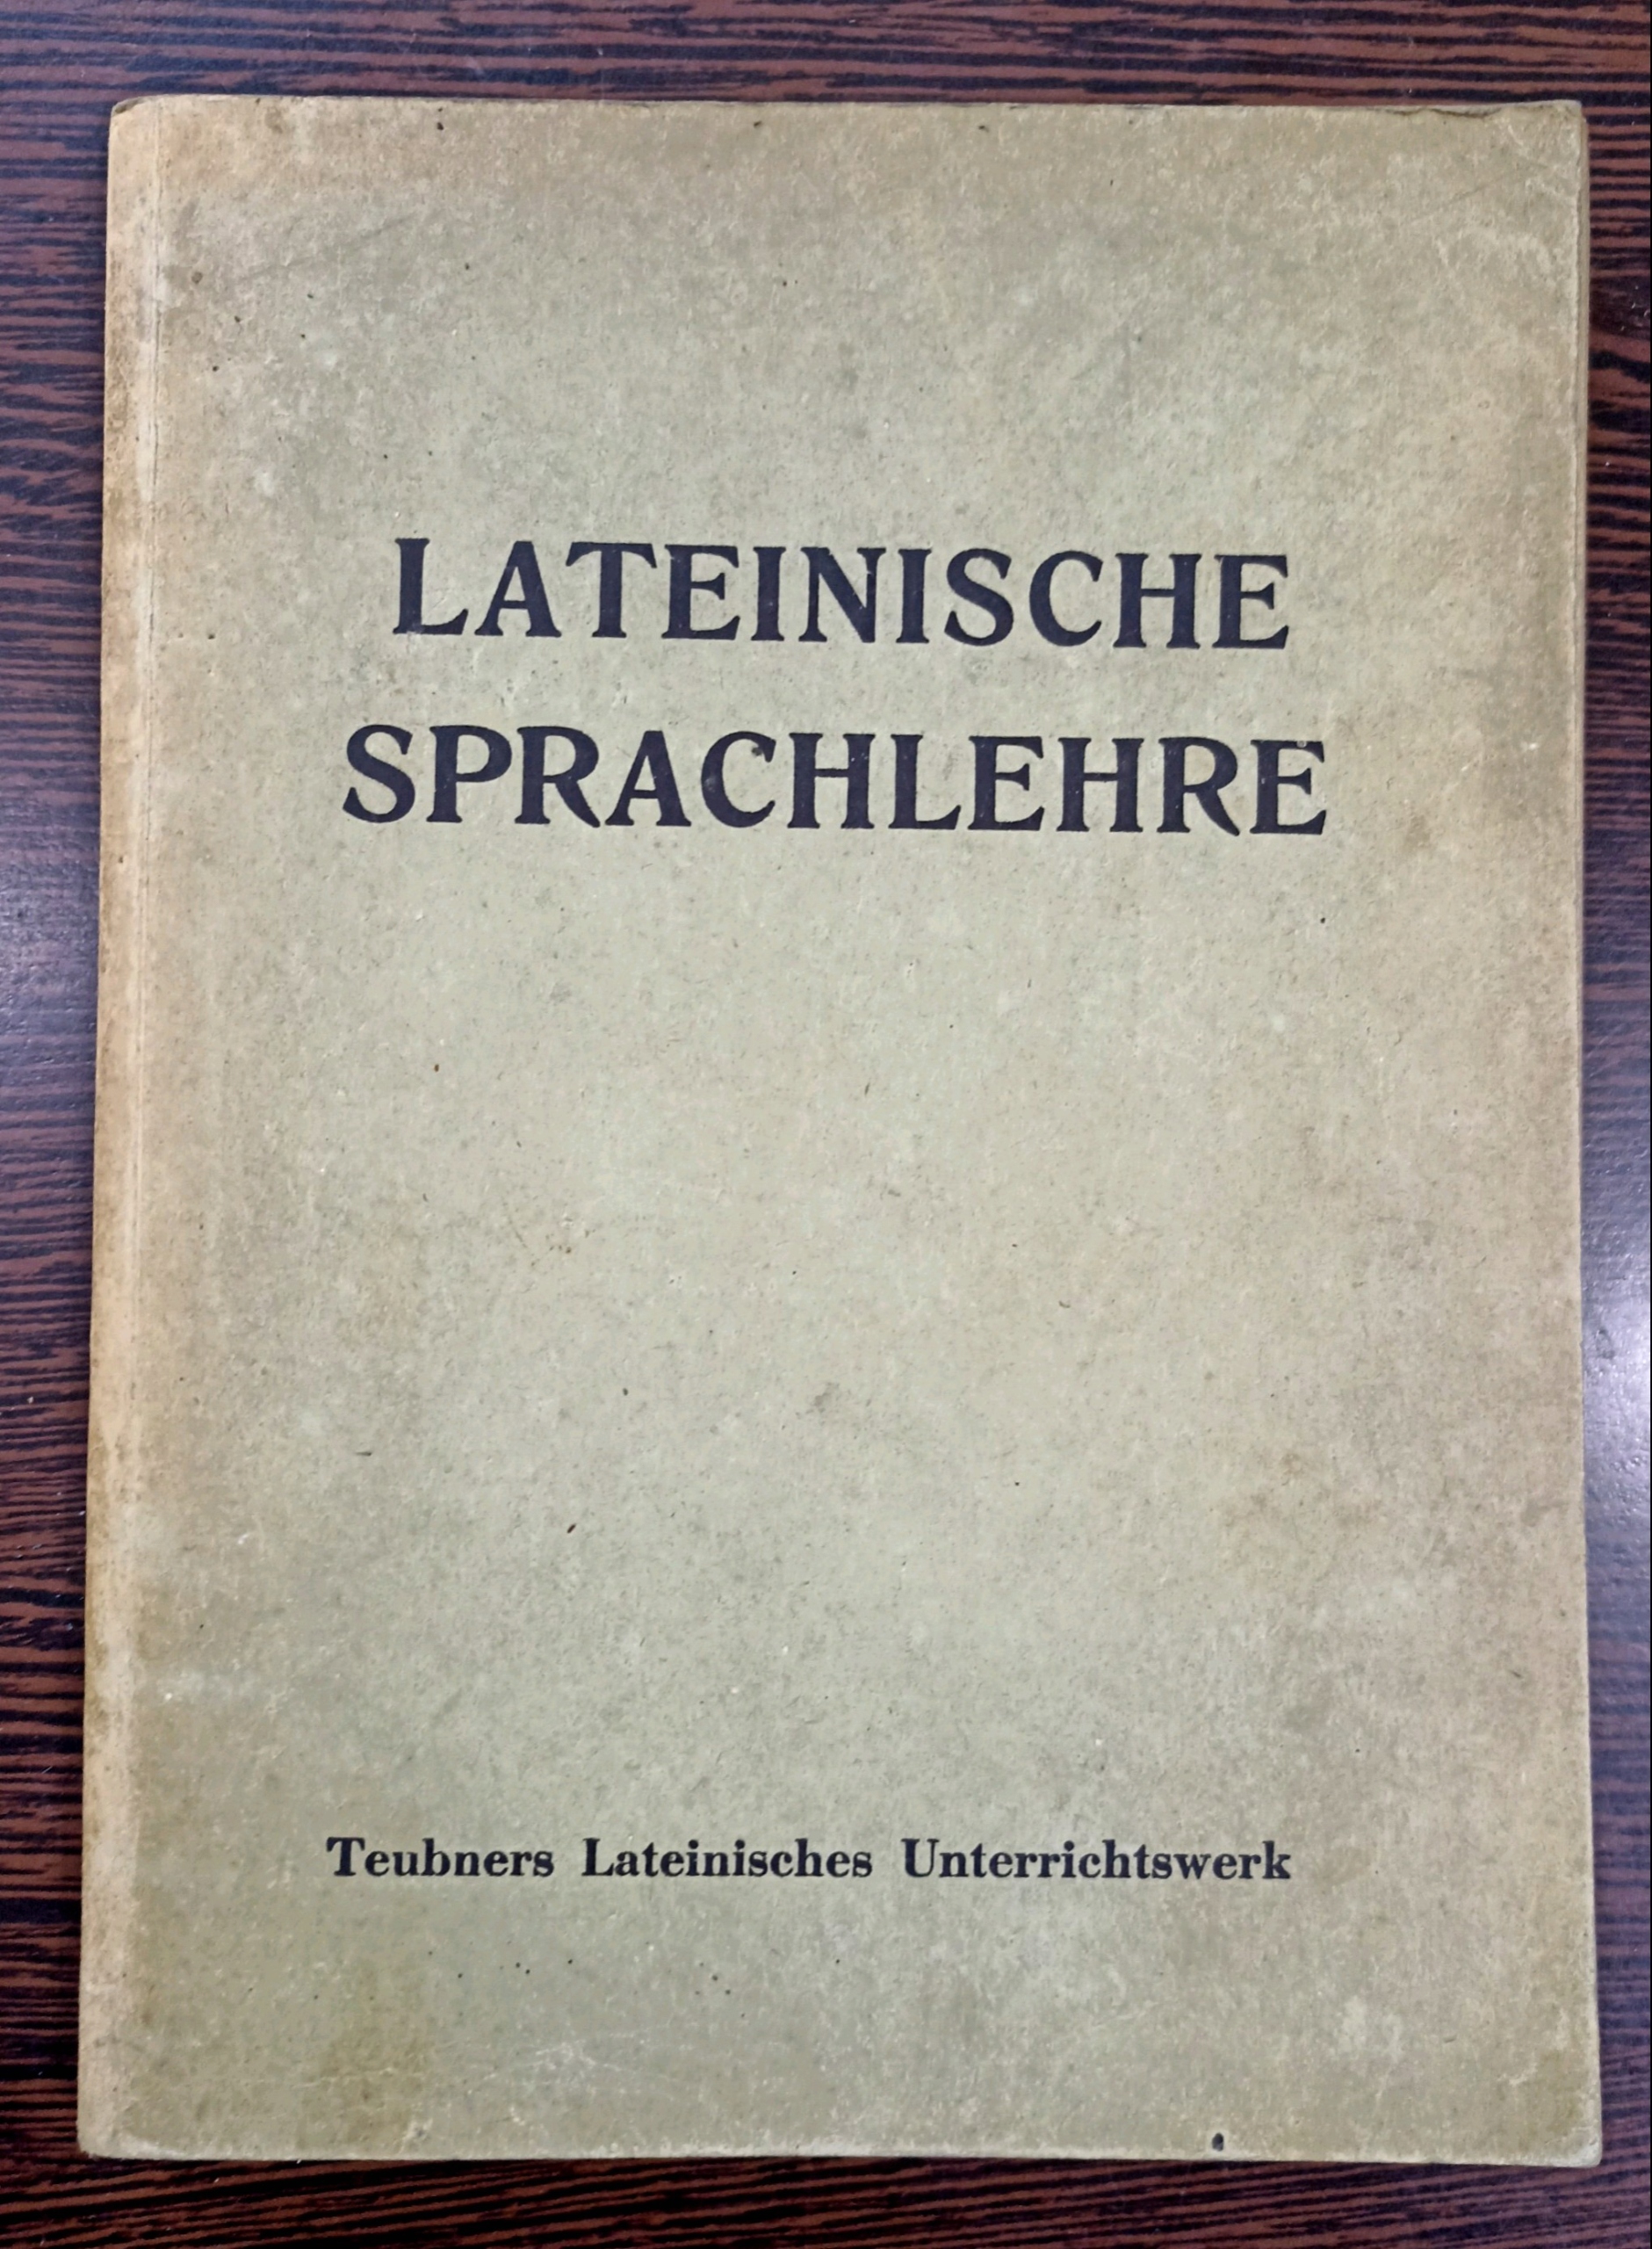 LATEINISCHE
SPRACHLEHRE
Teubners Lateinisches Unterrichtswerk